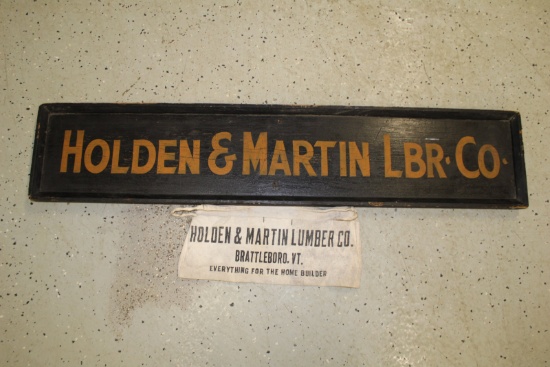 HOLDEN & MARTIN LBR. CO.
HOLDEN & MARTIN LUMBER CO.
BRATTLEBORO, VT.
EVERYTHING FOR THE HOME BUILDER